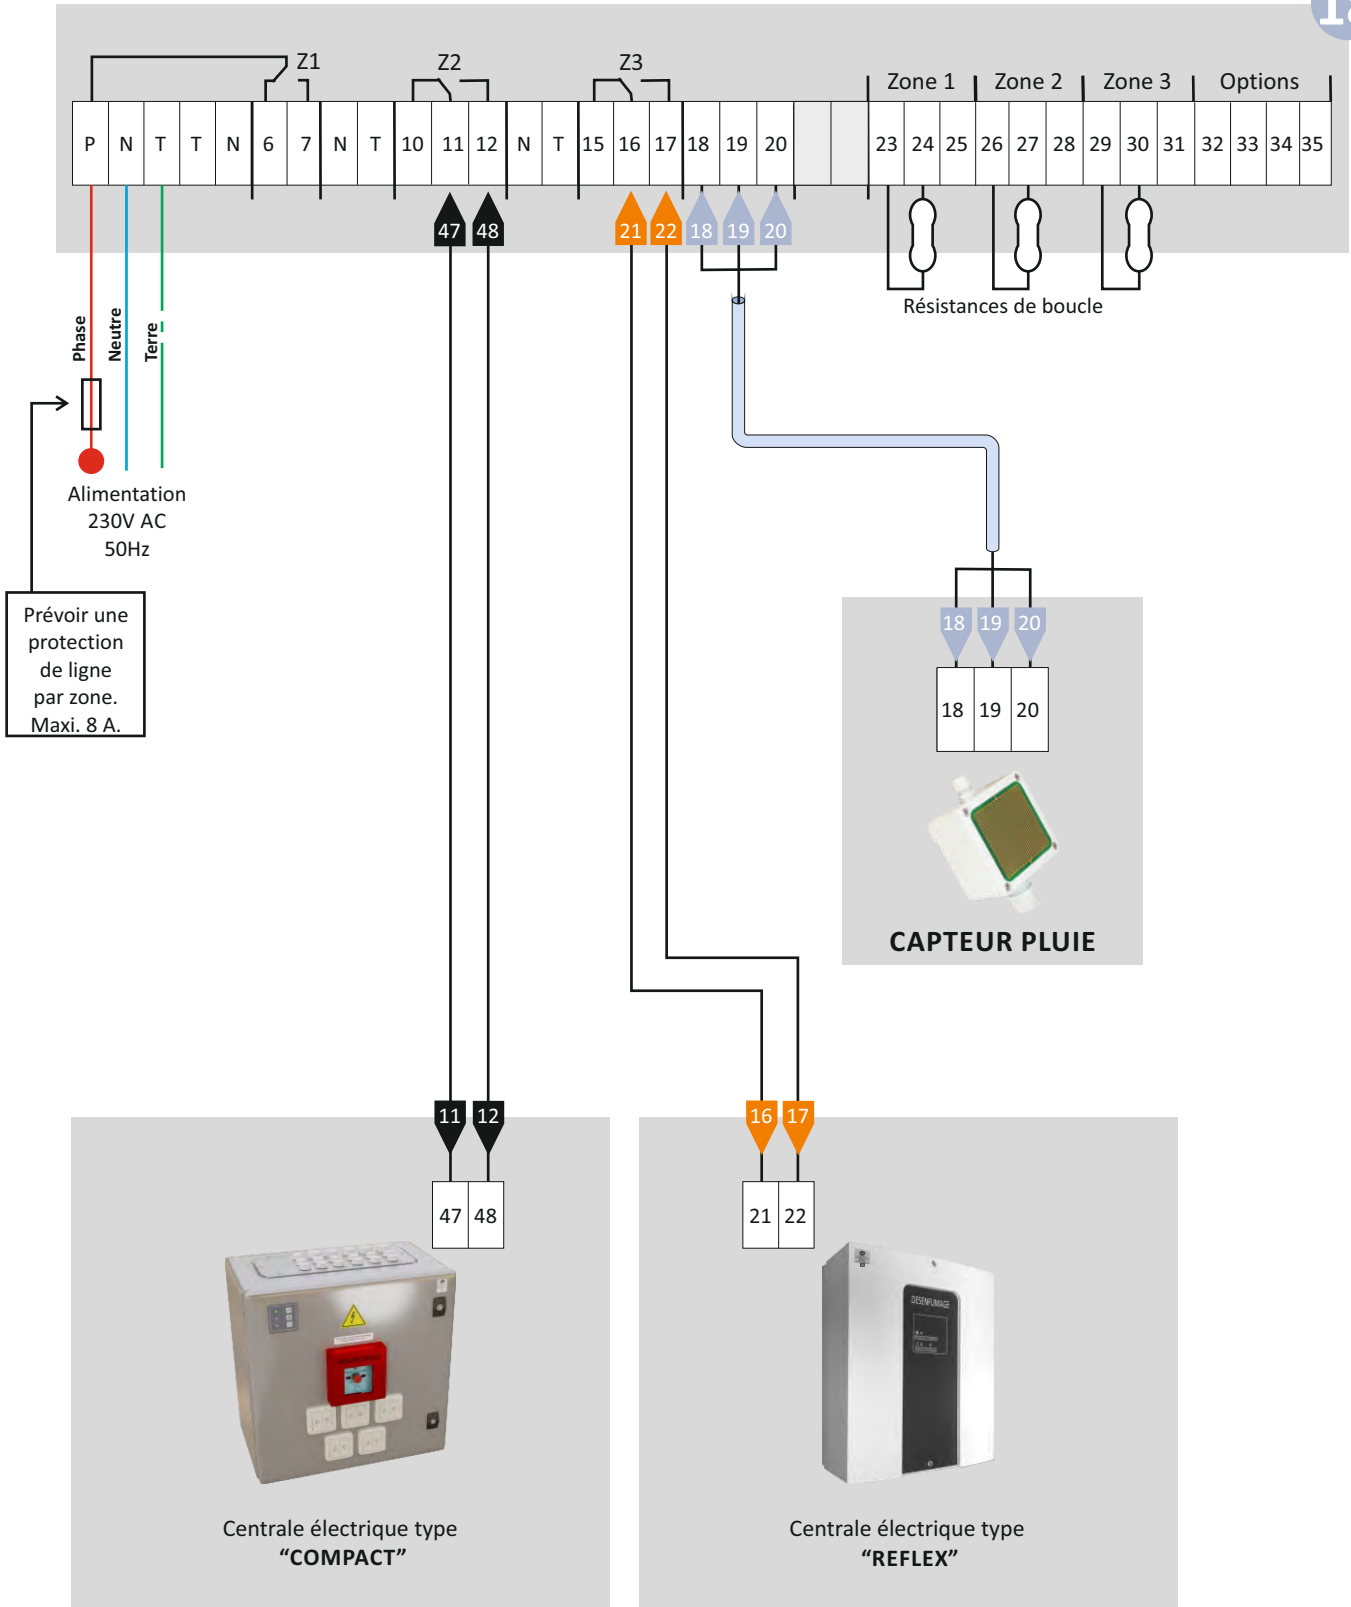 Z1 Z2 Z3
Zone 1 Zone 2 Zone 3 Options
P N T T N 6 7 N T 10 11 12 N T 15 16 17 18 19 20 23 24 25 26 27 28 29 30 31 32 33 34 35
47 48 21 22 18 19 20
Résistances de boucle
Phase
Neutre
Terre
Alimentation
230V AC
50Hz
Prévoir une
protection
de ligne
par zone.
Maxi. 8 A.
18 19 20
18 19 20
CAPTEUR PLUIE
11 12
47 48
16 17
21 22
DESENFUMAGE
Centrale électrique type
“COMPACT”
Centrale électrique type
“REFLEX”